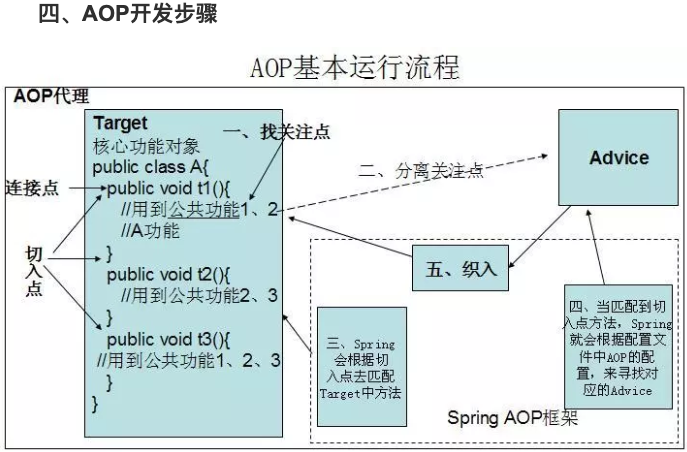 四、AOP开发步骤
AOP基本运行流程
AOP代理
Target
核心功能对象
public class A{
public void t1(){
//用到公共功能1、2
//A功能
}
public void t2(){
//用到公共功能2、3
}
public void t3(){
//用到公共功能1、2、3
}
}
一、找关注点
连接点
切
入
点
二、分离关注点
Advice
五、织入
三、Spring
会根据切
入点去匹配
Target中方法
四、当匹配到切
入点方法，Spring
就会根据配置文
件中AOP的配
置，来寻找对
应的Advice
Spring AOP框架